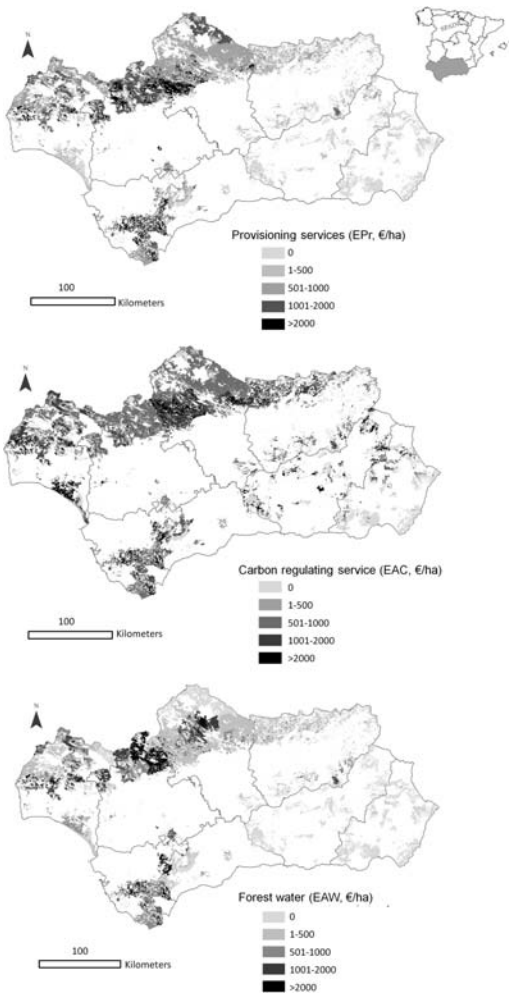 N
SPAIN
Provisioning services (EPr, €/ha)
0
1-500
501-1000
1001-2000
>2000
100
Kilometers
N
Carbon regulating service (EAC, €/ha)
0
1-500
501-1000
1001-2000
>2000
100
Kilometers
N
Forest water (EAW, €/ha)
0
1-500
501-1000
1001-2000
>2000
100
Kilometers